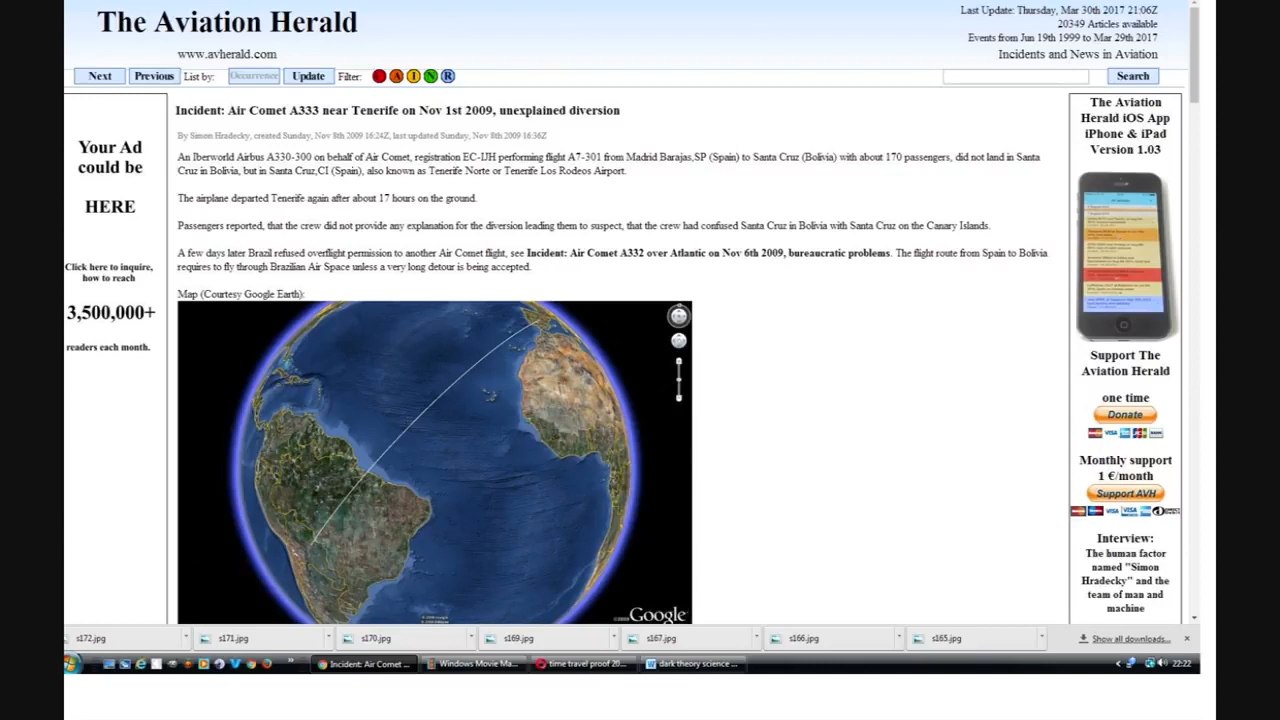 The Aviation Herald
www.avherald.com
Last Update: Thursday, Mar 30th 2017 21:06Z
20349 Articles available
Events from Jun 19th 1999 to Mar 29th 2017
Incidents and News in Aviation
Next Previous List by: Occurrence Update Filter: A I N R Search
Your Ad
could be
HERE
Click here to inquire,
how to reach
3,500,000+
readers each month.
Incident: Air Comet A333 near Tenerife on Nov 1st 2009, unexplained diversion
By Simon Hradecky, created Sunday, Nov 8th 2009 16:24Z, last updated Sunday, Nov 8th 2009 16:36Z
An Iberworld Airbus A330-300 on behalf of Air Comet, registration EC-IJH performing flight A7-301 from Madrid Barajas,SP (Spain) to Santa Cruz (Bolivia) with about 170 passengers, did not land in Santa
Cruz in Bolivia, but in Santa Cruz,CI (Spain), also known as Tenerife Norte or Tenerife Los Rodeos Airport.
The airplane departed Tenerife again after about 17 hours on the ground.
Passengers reported, that the crew did not provide any explanation for the diversion leading them to suspect, that the crew had confused Santa Cruz in Bolivia with Santa Cruz on the Canary Islands.
A few days later Brazil refused overflight permission to another Air Comet flight, see Incident: Air Comet A332 over Atlantic on Nov 6th 2009, bureaucratic problems. The flight route from Spain to Bolivia
requires to fly through Brazilian Air Space unless a very long detour is being accepted.
Map (Courtesy Google Earth):
Google
The Aviation
Herald iOS App
iPhone & iPad
Version 1.03
Support The
Aviation Herald
one time
Donate
Monthly support
1 €/month
Support AVH
Interview:
The human factor
named "Simon
Hradecky" and the
team of man and
machine
s172.jpg s171.jpg s170.jpg s169.jpg s167.jpg s166.jpg s165.jpg Show all downloads...
Incident: Air Comet ... Windows Movie Ma... time travel proof 20... dark theory science ... 22:22